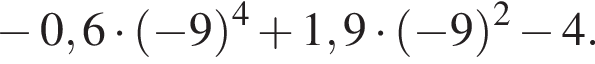 − 0,6 · (−9)⁴ + 1,9 · (−9)² − 4.